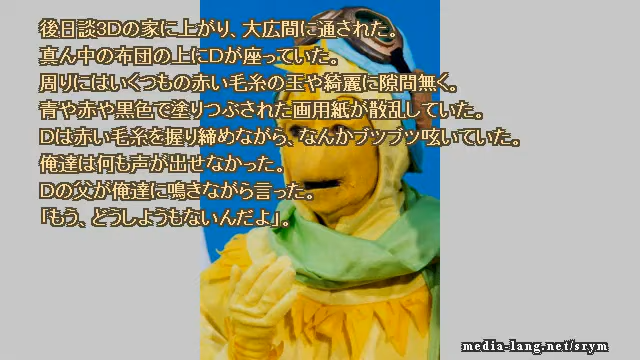 後日談3Dの家に上がり、大広間に通された。
真ん中の布団の上にDが座っていた。
周りにはいくつもの赤い毛糸の玉や綺麗に隙間無く。
青や赤や黒色で塗りつぶされた画用紙が散乱していた。
Dは赤い毛糸を握り締めながら、なんかブツブツ呟いていた。
俺達は何も声が出せなかった。
Dの父が俺達に鳴きながら言った。
「もう、どうしようもないんだよ」。
media-lang.net/srym